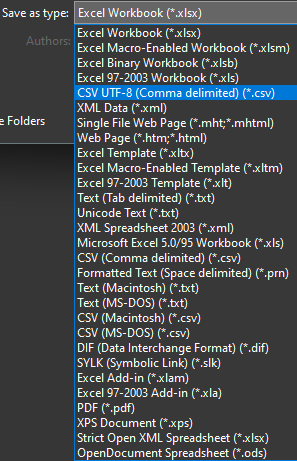 Save as type: Excel Workbook (*.xlsx)
Authors: Excel Workbook (*.xlsx)
Excel Macro-Enabled Workbook (*.xlsm)
Excel Binary Workbook (*.xlsb)
Excel 97-2003 Workbook (*.xls)
CSV UTF-8 (Comma delimited) (*.csv)
XML Data (*.xml)
e Folders Single File Web Page (*.mht;*.mhtml)
Web Page (*.htm;*.html)
Excel Template (*.xltx)
Excel Macro-Enabled Template (*.xltm)
Excel 97-2003 Template (*.xlt)
Text (Tab delimited) (*.txt)
Unicode Text (*.txt)
XML Spreadsheet 2003 (*.xml)
Microsoft Excel 5.0/95 Workbook (*.xls)
CSV (Comma delimited) (*.csv)
Formatted Text (Space delimited) (*.prn)
Text (Macintosh) (*.txt)
Text (MS-DOS) (*.txt)
CSV (Macintosh) (*.csv)
CSV (MS-DOS) (*.csv)
DIF (Data Interchange Format) (*.dif)
SYLK (Symbolic Link) (*.slk)
Excel Add-in (*.xlam)
Excel 97-2003 Add-in (*.xla)
PDF (*.pdf)
XPS Document (*.xps)
Strict Open XML Spreadsheet (*.xlsx)
OpenDocument Spreadsheet (*.ods)